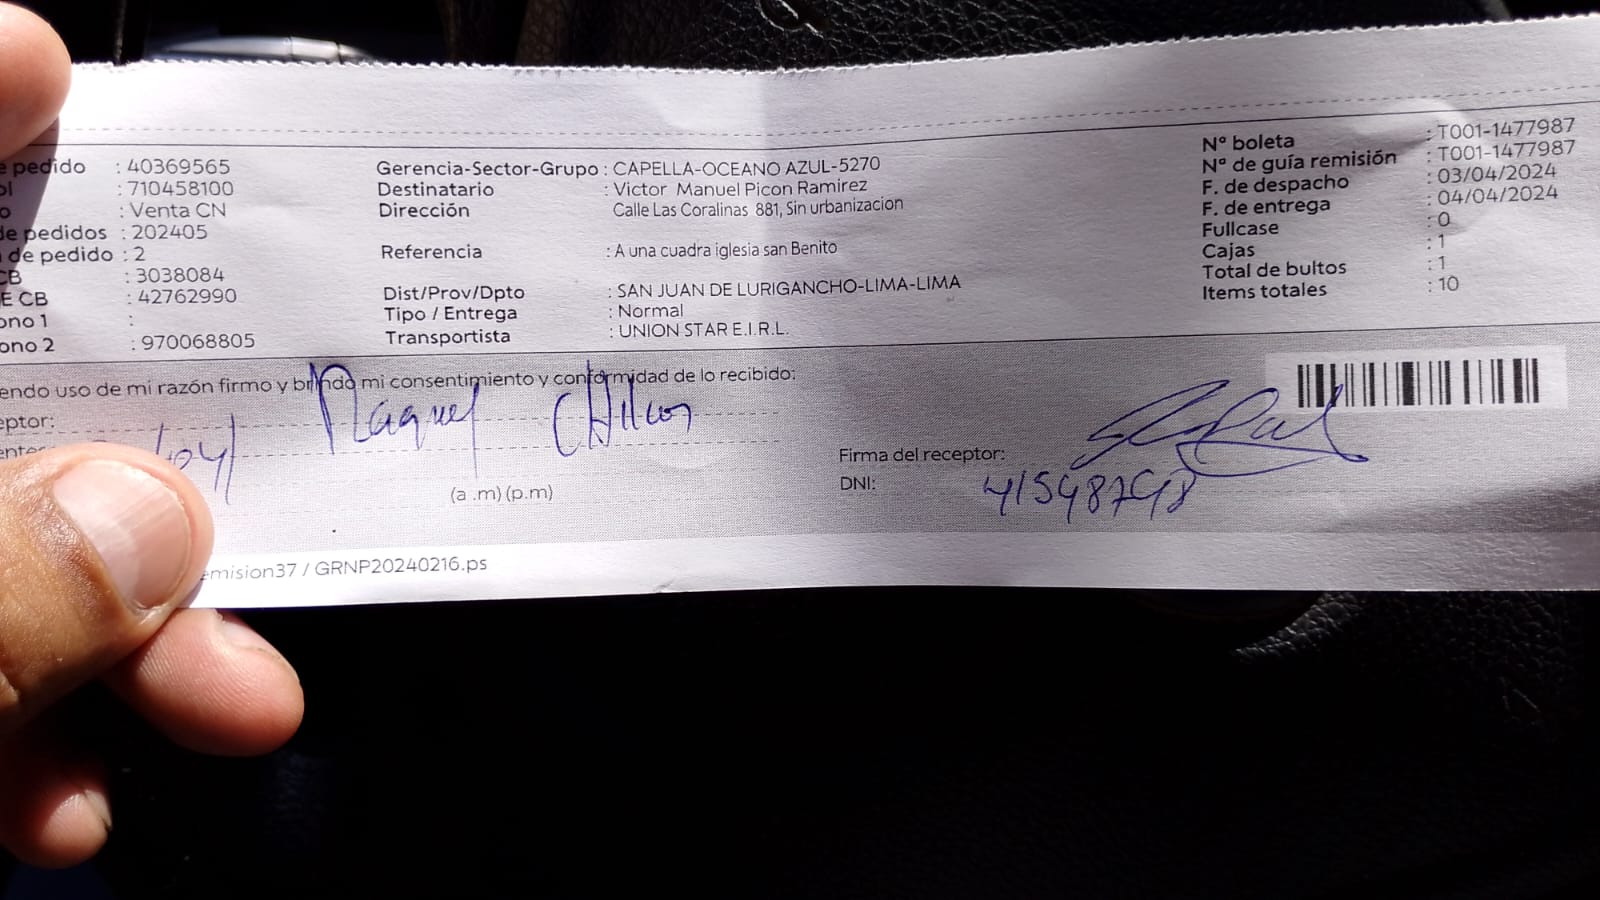 e pedido : 40369565
ol : 710458100
o : Venta CN
de pedidos : 202405
de pedido : 2
CB : 3038084
E CB : 42762990
ono 1 :
ono 2 : 970068805
Gerencia-Sector-Grupo : CAPELLA-OCEANO AZUL-5270
Destinatario : Victor Manuel Picon Ramirez
Dirección Calle Las Coralinas 881, Sin urbanizacion
Referencia : A una cuadra iglesia san Benito
Dist/Prov/Dpto : SAN JUAN DE LURIGANCHO-LIMA-LIMA
Tipo / Entrega : Normal
Transportista : UNION STAR E.I.R.L.
N° boleta : T001-1477987
N° de guía remisión : T001-1477987
F. de despacho : 03/04/2024
F. de entrega : 04/04/2024
Fullcase : 0
Cajas : 1
Total de bultos : 1
Items totales : 10
endo uso de mi razón firmo y brindo mi consentimiento y conformidad de lo recibido:
eptor: Raquel CHilcon
ente
(a .m) (p.m)
Firma del receptor:
DNI: 41548798
emision37 / GRNP20240216.ps